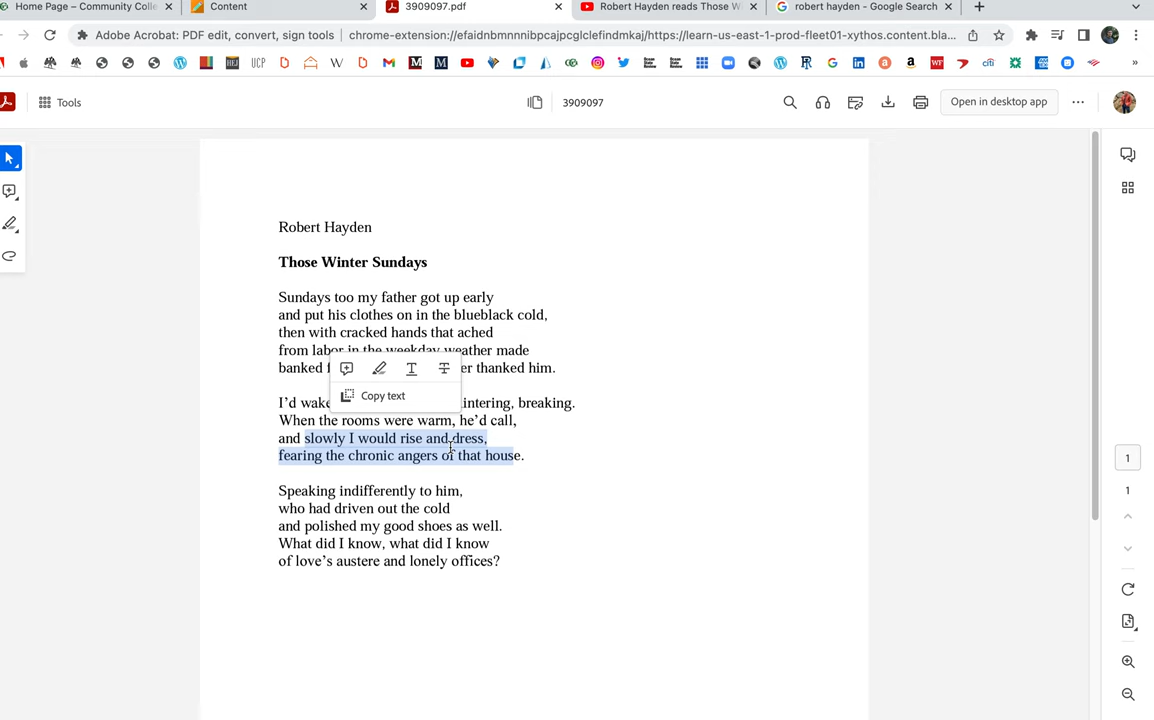 Home Page – Community Colle
Content
3909097.pdf
Robert Hayden reads Those W
robert hayden - Google Search
Adobe Acrobat: PDF edit, convert, sign tools
chrome-extension://efaidnbmnnnibpcajpcglclefindmkaj/https://learn-us-east-1-prod-fleet01-xythos.content.bla...
UCP
Tools
3909097
Open in desktop app
Robert Hayden
Those Winter Sundays
Sundays too my father got up early
and put his clothes on in the blueblack cold,
then with cracked hands that ached
from labor in the weekday weather made
banked f er thanked him.
Copy text
I'd wake intering, breaking.
When the rooms were warm, he'd call,
and slowly I would rise and dress,
fearing the chronic angers of that house.
Speaking indifferently to him,
who had driven out the cold
and polished my good shoes as well.
What did I know, what did I know
of love's austere and lonely offices?
1
1